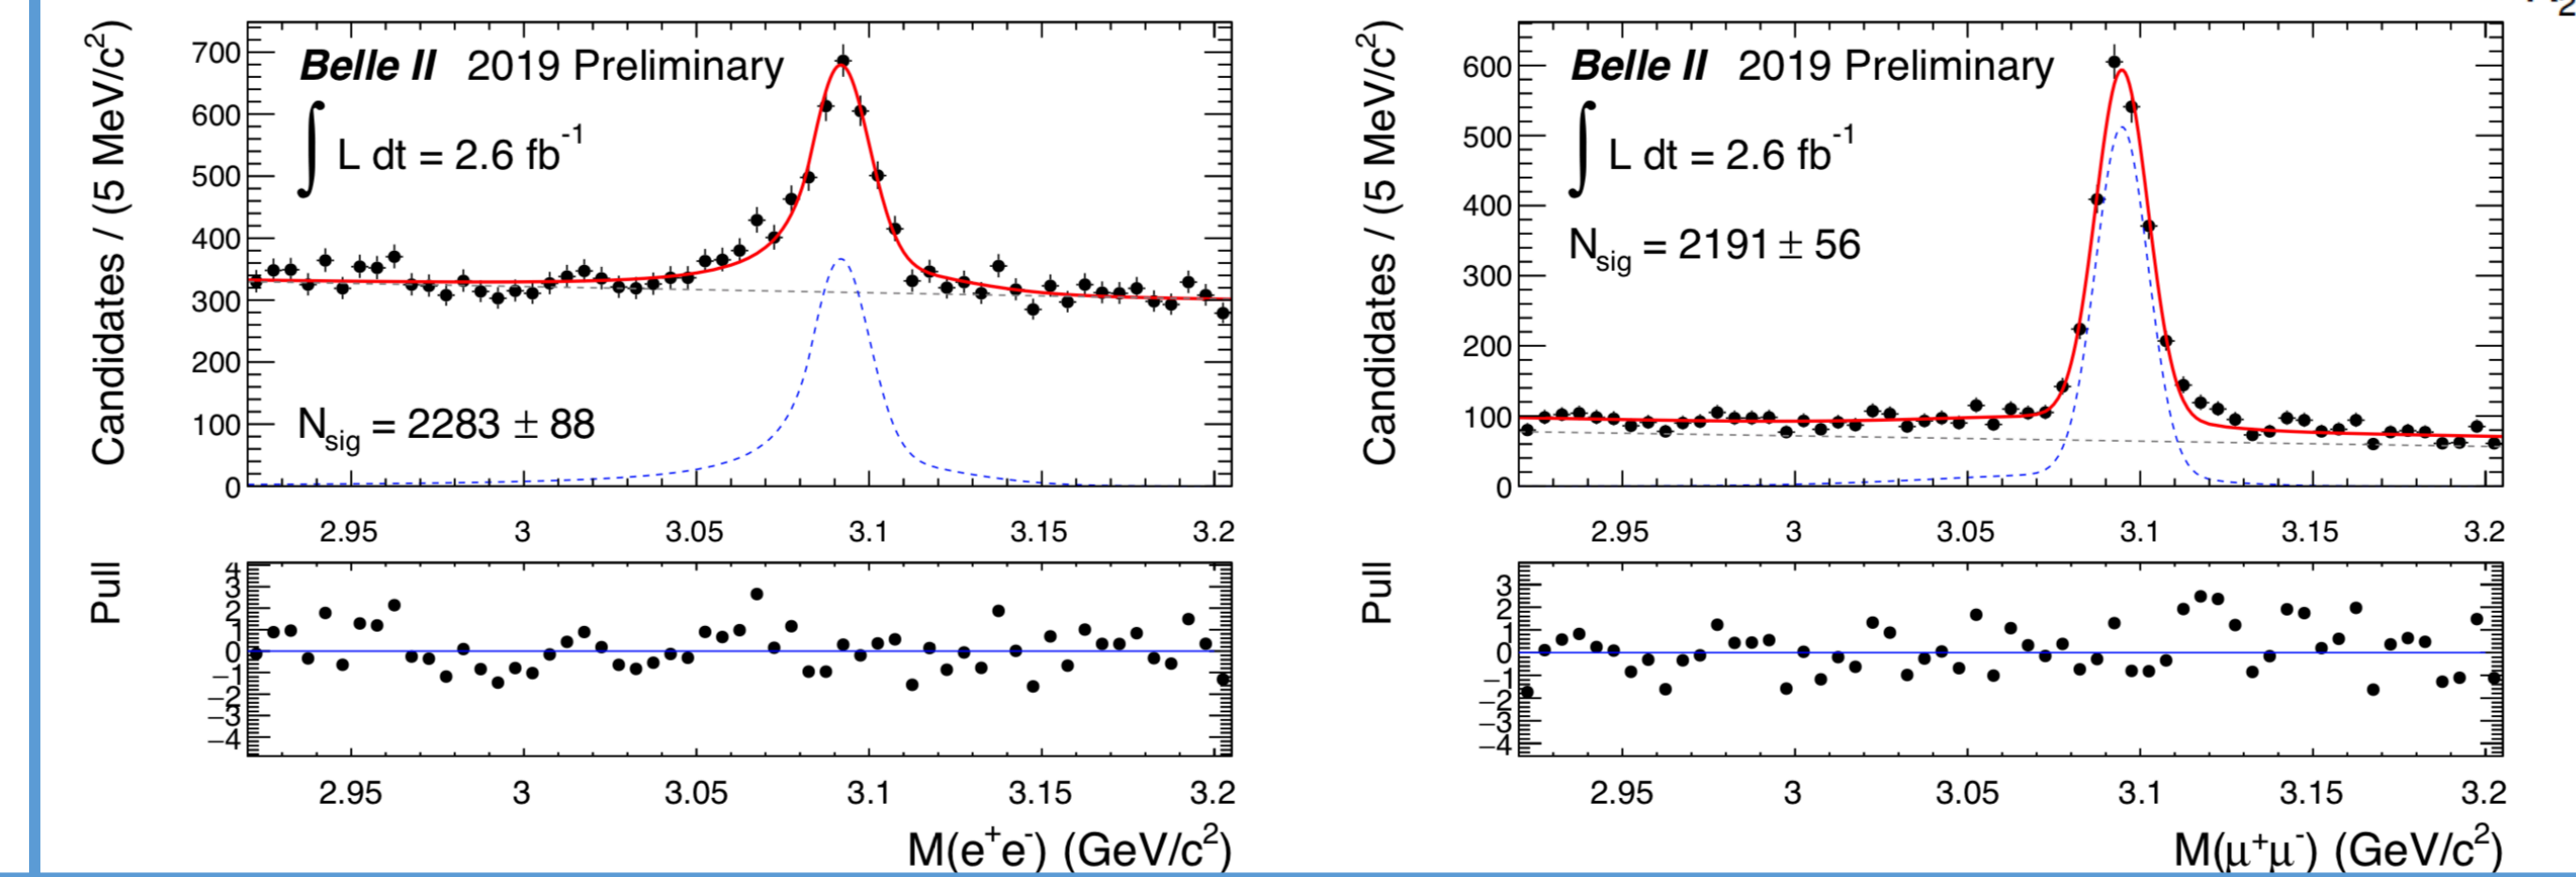 Candidates / (5 MeV/c²)
700
600
500
400
300
200
100
0
Belle II 2019 Preliminary
∫ L dt = 2.6 fb⁻¹
N_sig = 2283 ± 88
2.95 3 3.05 3.1 3.15 3.2
Pull
4
3
2
1
0
−1
−2
−3
−4
2.95 3 3.05 3.1 3.15 3.2
M(e⁺e⁻) (GeV/c²)
Candidates / (5 MeV/c²)
600
500
400
300
200
100
0
Belle II 2019 Preliminary
∫ L dt = 2.6 fb⁻¹
N_sig = 2191 ± 56
2.95 3 3.05 3.1 3.15 3.2
Pull
3
2
1
0
−1
−2
−3
−4
2.95 3 3.05 3.1 3.15 3.2
M(μ⁺μ⁻) (GeV/c²)